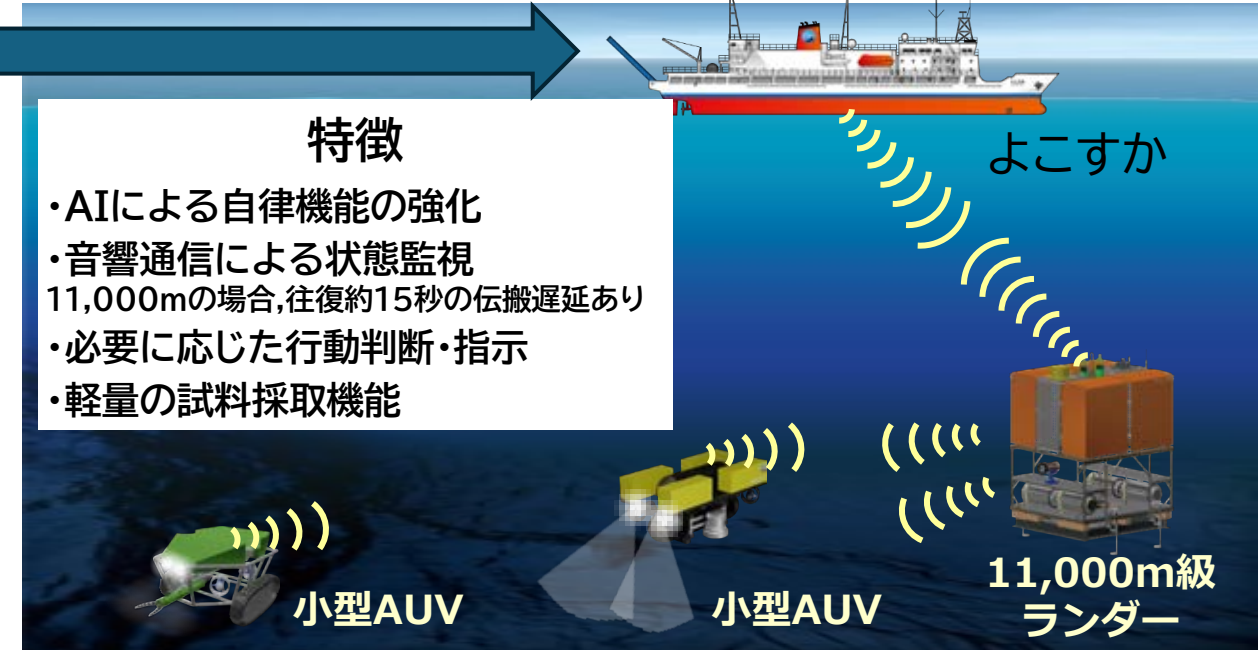 特徴
・AIによる自律機能の強化
・音響通信による状態監視
11,000mの場合,往復約15秒の伝搬遅延あり
・必要に応じた行動判断・指示
・軽量の試料採取機能
よこすか
小型AUV
小型AUV
11,000m級
ランダー